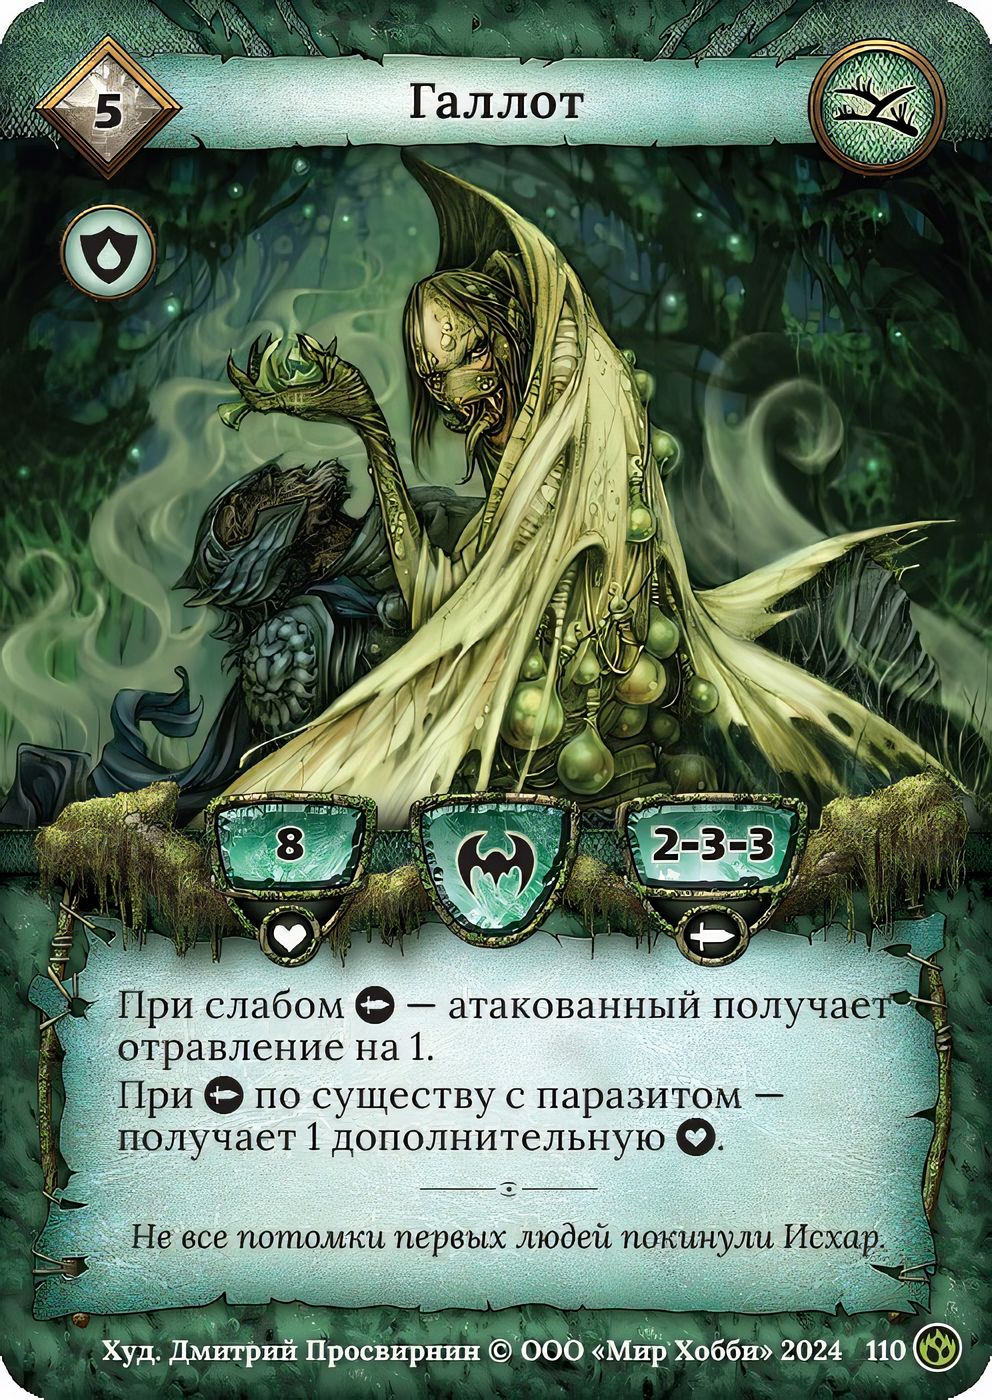 5
Галлот
8
2-3-3
При слабом — атакованный получает
отравление на 1.
При по существу с паразитом —
получает 1 дополнительную .
Не все потомки первых людей покинули Исхар.
Худ. Дмитрий Просвирнин © ООО «Мир Хобби» 2024 110